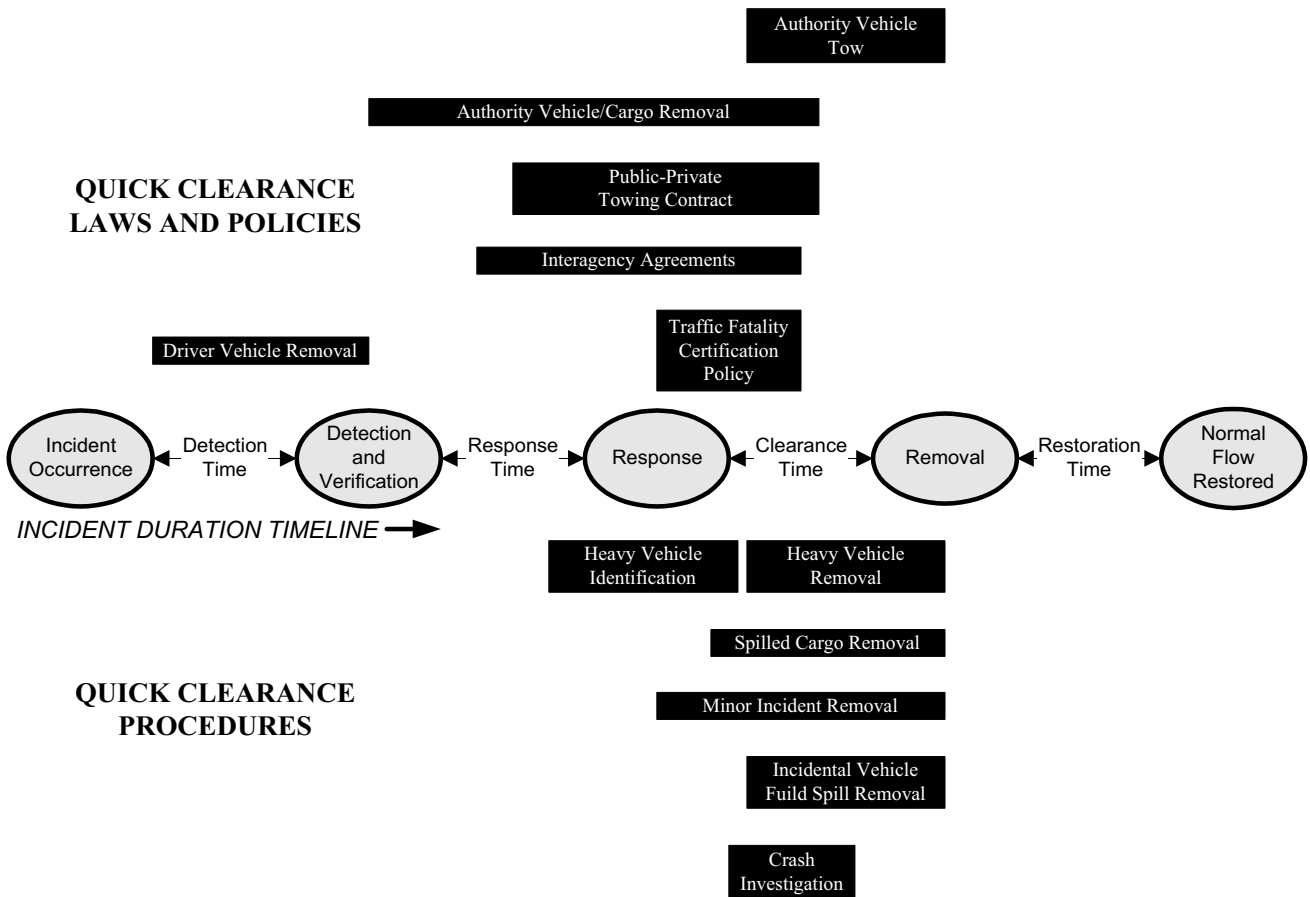 Authority Vehicle
Tow
Authority Vehicle/Cargo Removal
QUICK CLEARANCE
LAWS AND POLICIES
Public-Private
Towing Contract
Interagency Agreements
Driver Vehicle Removal
Traffic Fatality
Certification
Policy
Incident
Occurrence
Detection
Time
Detection
and
Verification
Response
Time
Response
Clearance
Time
Removal
Restoration
Time
Normal
Flow
Restored
INCIDENT DURATION TIMELINE
Heavy Vehicle
Identification
Heavy Vehicle
Removal
Spilled Cargo Removal
QUICK CLEARANCE
PROCEDURES
Minor Incident Removal
Incidental Vehicle
Fuild Spill Removal
Crash
Investigation